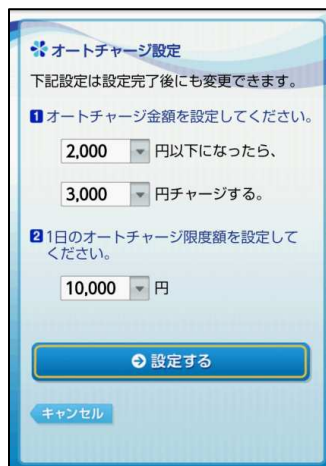 オートチャージ設定
下記設定は設定完了後にも変更できます。
1 オートチャージ金額を設定してください。
2,000 円以下になったら、
3,000 円チャージする。
2 1日のオートチャージ限度額を設定して
ください。
10,000 円
設定する
キャンセル